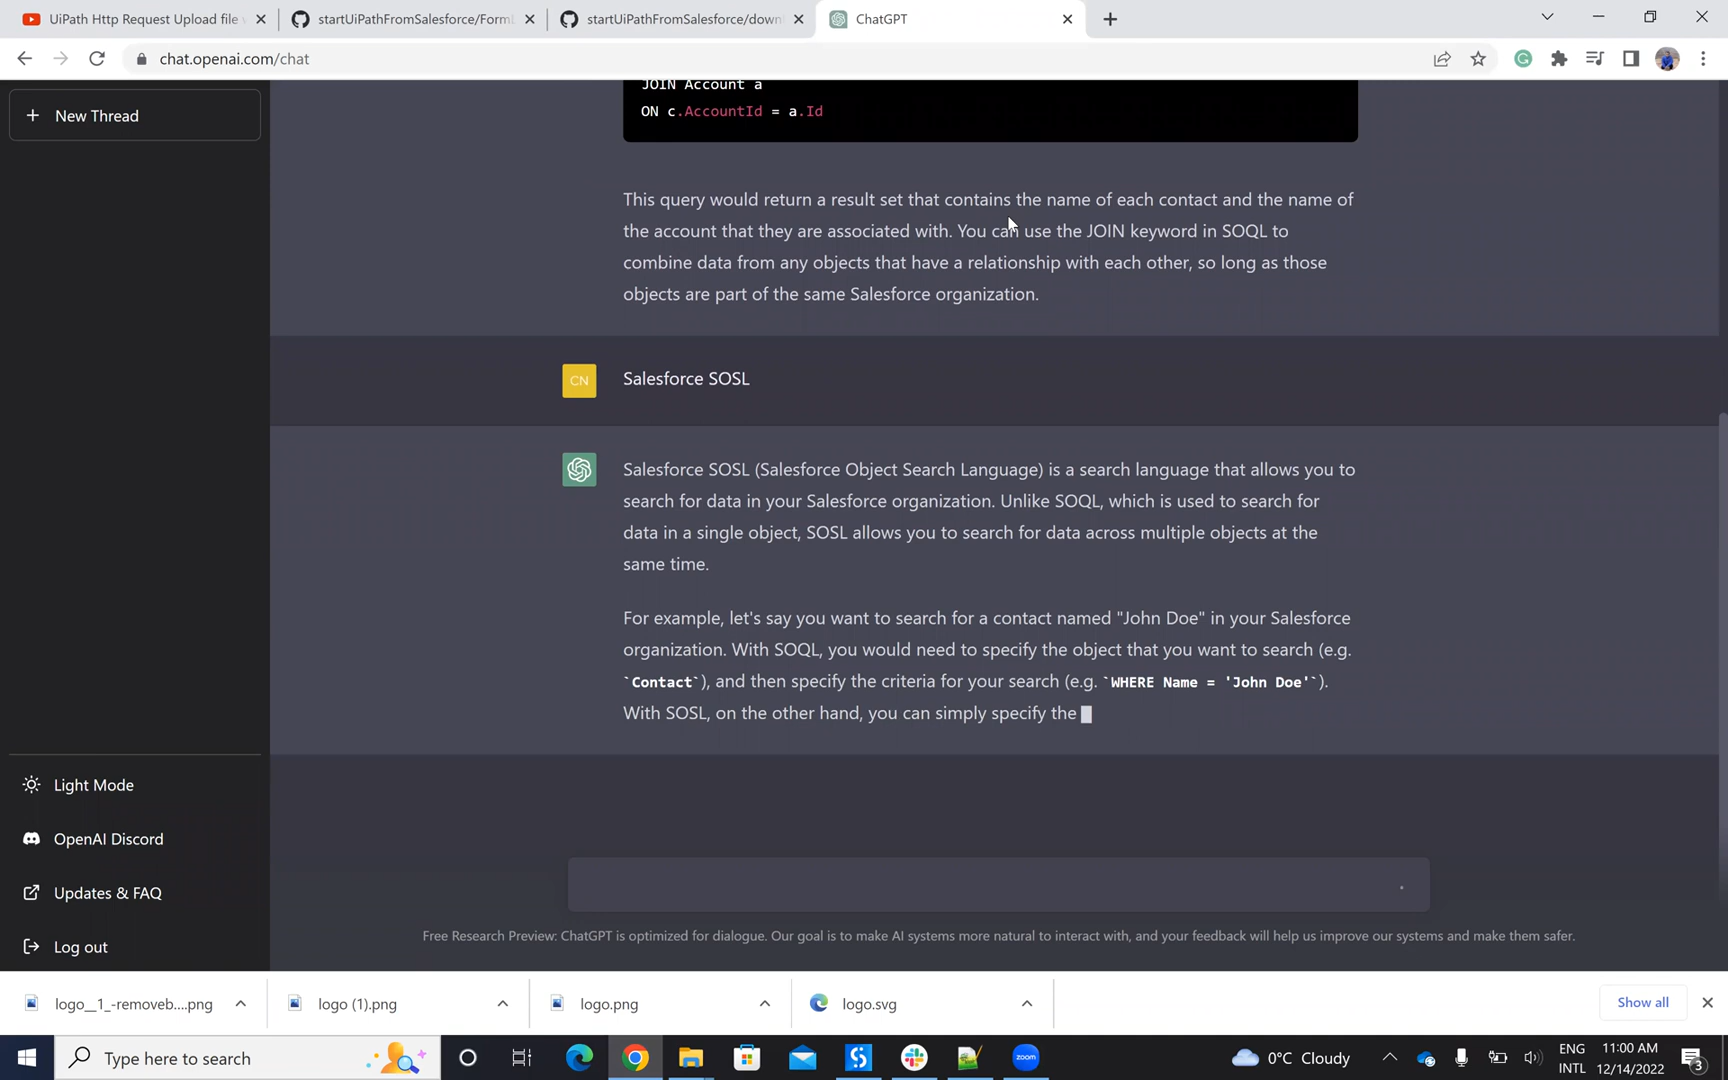 UiPath Http Request Upload file
startUiPathFromSalesforce/Form
startUiPathFromSalesforce/down
ChatGPT
chat.openai.com/chat
New Thread
JOIN Account a
ON c.AccountId = a.Id
This query would return a result set that contains the name of each contact and the name of
the account that they are associated with. You can use the JOIN keyword in SOQL to
combine data from any objects that have a relationship with each other, so long as those
objects are part of the same Salesforce organization.
CN
Salesforce SOSL
Salesforce SOSL (Salesforce Object Search Language) is a search language that allows you to
search for data in your Salesforce organization. Unlike SOQL, which is used to search for
data in a single object, SOSL allows you to search for data across multiple objects at the
same time.
For example, let's say you want to search for a contact named "John Doe" in your Salesforce
organization. With SOQL, you would need to specify the object that you want to search (e.g.
`Contact`), and then specify the criteria for your search (e.g. `WHERE Name = 'John Doe'`).
With SOSL, on the other hand, you can simply specify the
Light Mode
OpenAI Discord
Updates & FAQ
Log out
Free Research Preview: ChatGPT is optimized for dialogue. Our goal is to make AI systems more natural to interact with, and your feedback will help us improve our systems and make them safer.
logo__1_-removeb....png
logo (1).png
logo.png
logo.svg
Show all
Type here to search
zoom
0°C Cloudy
ENG
INTL
11:00 AM
12/14/2022
3